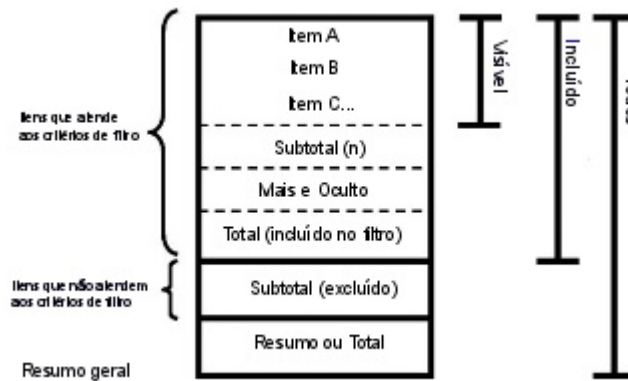 Item A
Item B
Item C...
Subtotal (n)
Mais e Oculto
Total (incluído no filtro)
Subtotal (excluído)
Resumo ou Total
Itens que atende
aos critérios de filtro
Itens que não atendem
aos critérios de filtro
Resumo geral
Visível
Incluído